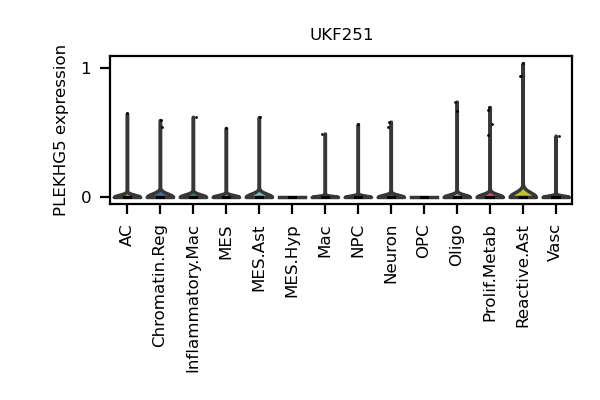 UKF251
PLEKHG5 expression
1
0
AC
Chromatin.Reg
Inflammatory.Mac
MES
MES.Ast
MES.Hyp
Mac
NPC
Neuron
OPC
Oligo
Prolif.Metab
Reactive.Ast
Vasc